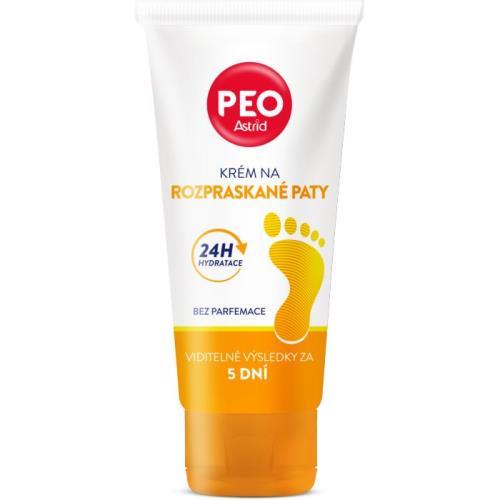 PEO
Astrid
KRÉM NA
ROZPRASKANÉ PATY
24H
HYDRATACE
BEZ PARFEMACE
VIDITELNÉ VÝSLEDKY ZA
5 DNÍ